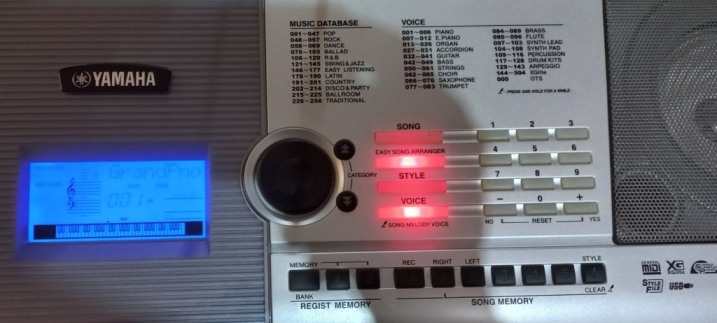 YAMAHA
GrandPno
001
MUSIC DATABASE
001~047 POP
048~057 ROCK
058~069 DANCE
070~105 BALLAD
106~120 R&B
121~145 SWING&JAZZ
146~177 EASY LISTENING
178~190 LATIN
191~201 COUNTRY
202~214 DISCO&PARTY
215~225 BALLROOM
226~256 TRADITIONAL
VOICE
001~006 PIANO
007~012 E.PIANO
013~026 ORGAN
027~031 ACCORDION
032~041 GUITAR
042~049 BASS
050~061 STRINGS
062~065 CHOIR
066~076 SAXOPHONE
077~083 TRUMPET
084~089 BRASS
090~096 FLUTE
097~103 SYNTH LEAD
104~108 SYNTH PAD
109~116 PERCUSSION
117~128 DRUM KITS
129~143 ARPEGGIO
144~504 XGlite
000 OTS
- PRESS AND HOLD FOR A WHILE
CATEGORY
SONG
EASY SONG ARRANGER
STYLE
VOICE
SONG MELODY VOICE
1 2 3
4 5 6
7 8 9
- 0 +
NO RESET YES
MEMORY
BANK
REGIST MEMORY
REC RIGHT LEFT STYLE
CLEAR
SONG MEMORY
GENERAL MIDI
XG
STYLE FILE
USB